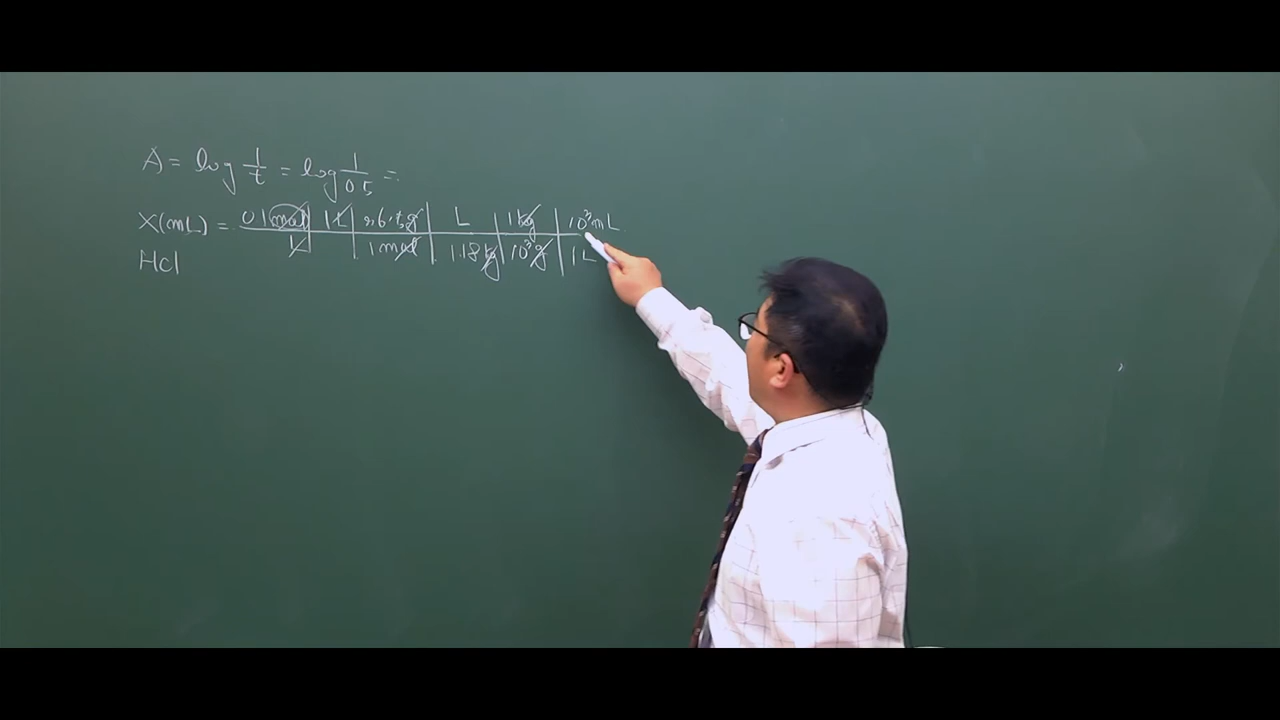 A = log 1/t = log 1/0.5 =
X(mL) = 0.1mol | 1L | 36.5g | L | 1kg | 10³mL
1L | 1mol | 1.18kg | 10³g | 1L
HCl